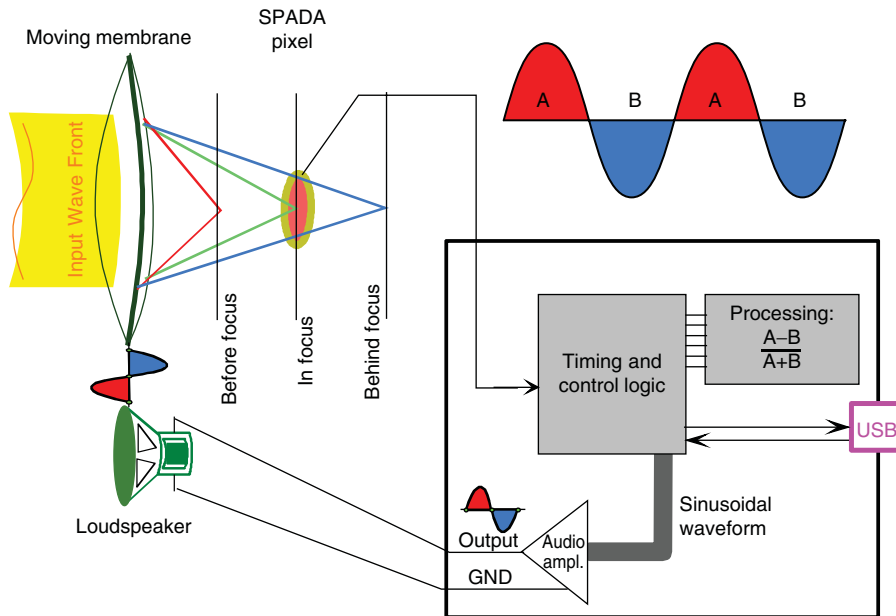 SPADA
pixel
Moving membrane
A
B
A
B
Input Wave Front
Before focus
In focus
Behind focus
Timing and
control logic
Processing:
A–B
A+B
USB
Sinusoidal
waveform
Loudspeaker
Output
GND
Audio
ampl.